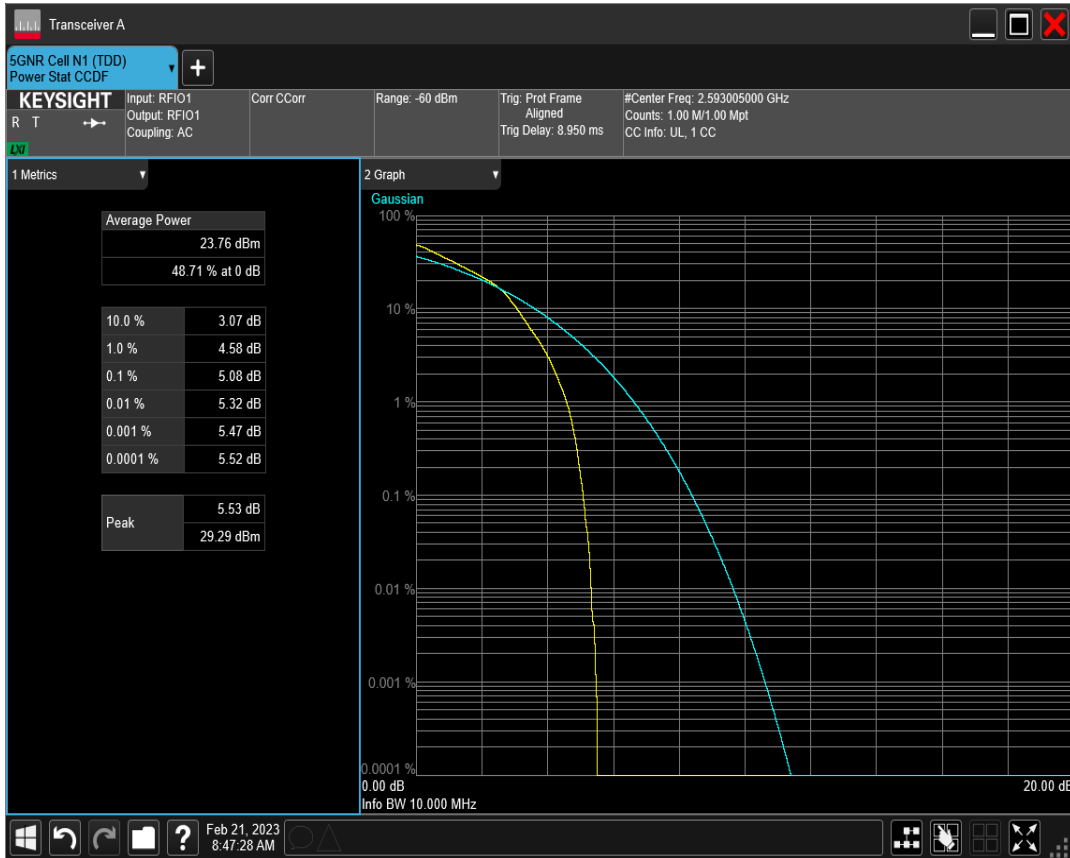 Transceiver A
5GNR Cell N1 (TDD)
Power Stat CCDF
+
KEYSIGHT
R T
LXI
Input: RFIO1
Output: RFIO1
Coupling: AC
Corr CCorr
Range: -60 dBm
Trig: Prot Frame
Aligned
Trig Delay: 8.950 ms
#Center Freq: 2.593005000 GHz
Counts: 1.00 M/1.00 Mpt
CC Info: UL, 1 CC
1 Metrics
Average Power
23.76 dBm
48.71 % at 0 dB
10.0 % 3.07 dB
1.0 % 4.58 dB
0.1 % 5.08 dB
0.01 % 5.32 dB
0.001 % 5.47 dB
0.0001 % 5.52 dB
Peak 5.53 dB
29.29 dBm
2 Graph
Gaussian
100 %
10 %
1 %
0.1 %
0.01 %
0.001 %
0.0001 %
0.00 dB 20.00 dB
Info BW 10.000 MHz
?
Feb 21, 2023
8:47:28 AM